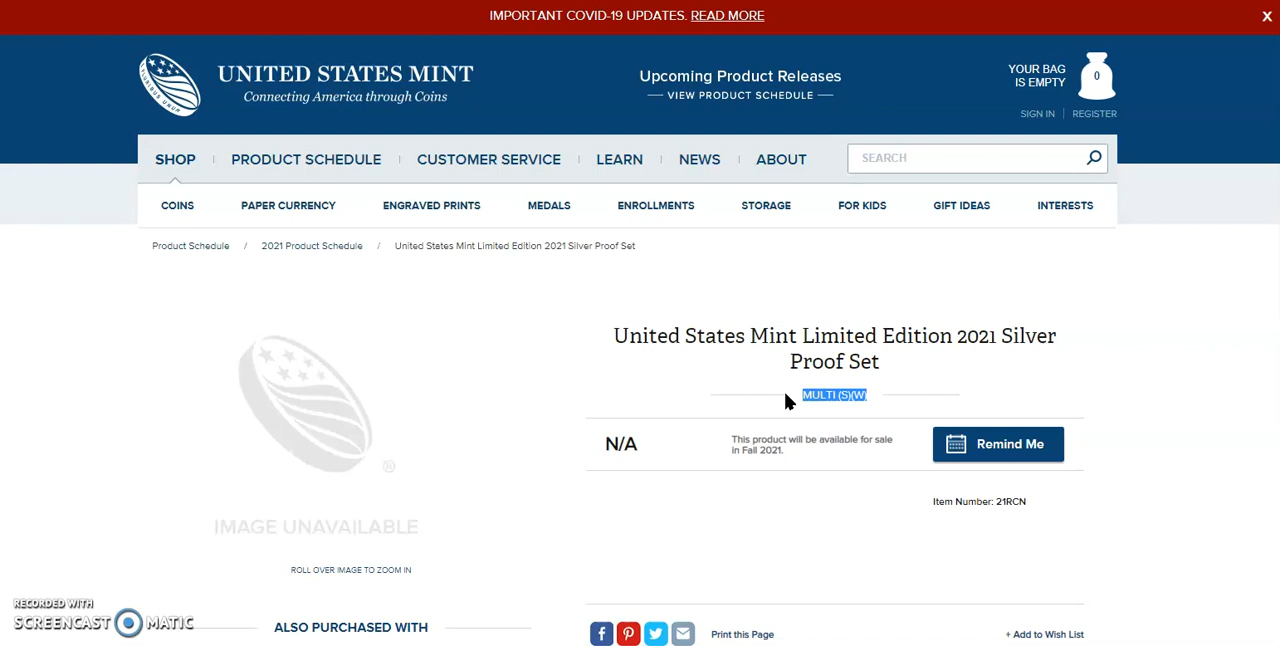 IMPORTANT COVID-19 UPDATES. READ MORE
X
PLURIBUS UNUM
UNITED STATES MINT
Connecting America through Coins
Upcoming Product Releases
VIEW PRODUCT SCHEDULE
YOUR BAG
IS EMPTY
0
SIGN IN
REGISTER
SHOP
PRODUCT SCHEDULE
CUSTOMER SERVICE
LEARN
NEWS
ABOUT
SEARCH
COINS
PAPER CURRENCY
ENGRAVED PRINTS
MEDALS
ENROLLMENTS
STORAGE
FOR KIDS
GIFT IDEAS
INTERESTS
Product Schedule / 2021 Product Schedule / United States Mint Limited Edition 2021 Silver Proof Set
®
IMAGE UNAVAILABLE
ROLL OVER IMAGE TO ZOOM IN
United States Mint Limited Edition 2021 Silver
Proof Set
MULTI (S)(W)
N/A
This product will be available for sale
in Fall 2021.
Remind Me
Item Number: 21RCN
RECORDED WITH
SCREENCAST MATIC
ALSO PURCHASED WITH
Print this Page
+ Add to Wish List